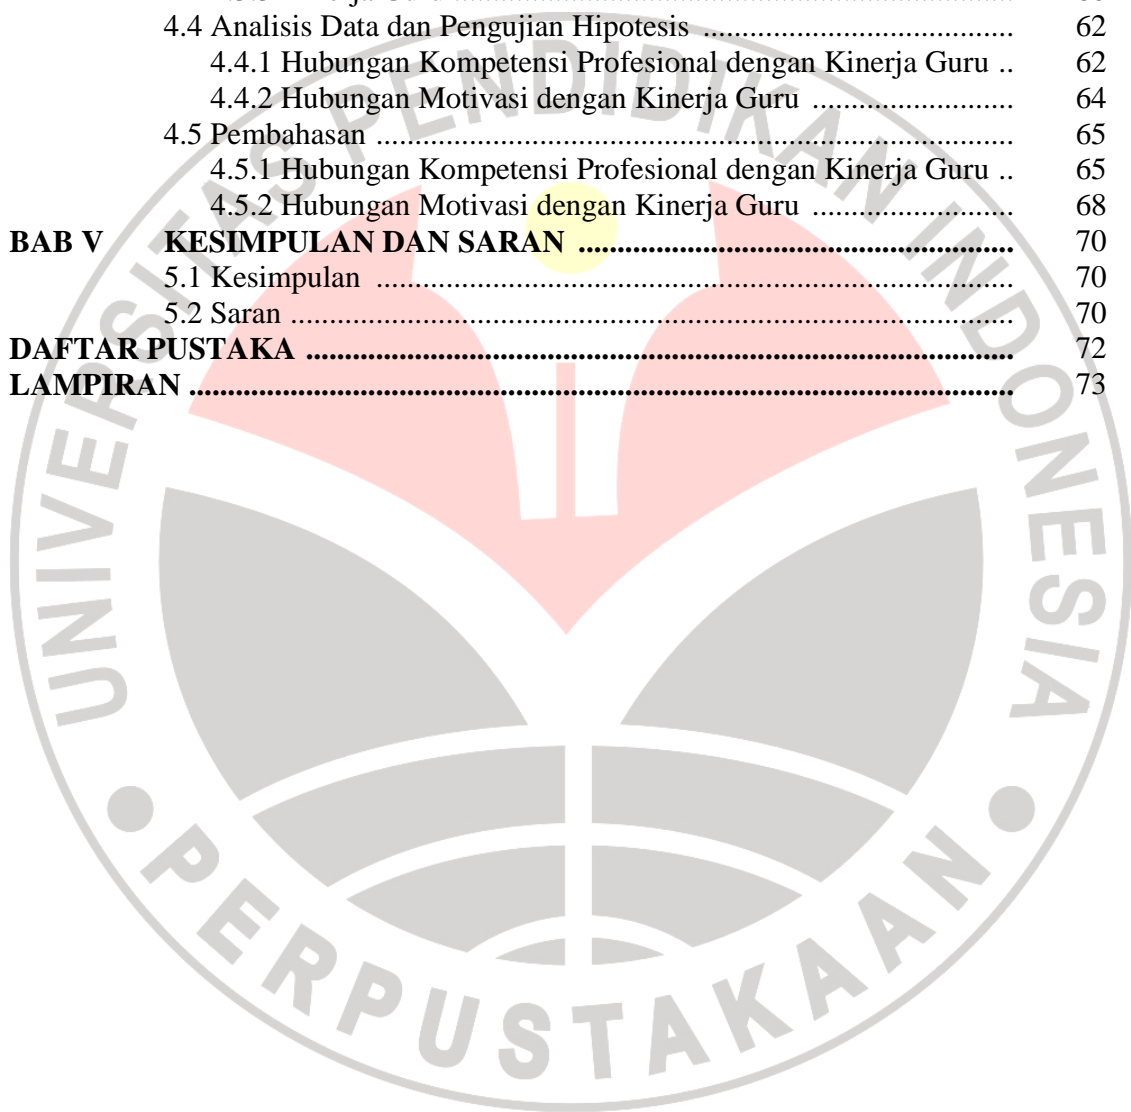 4.4 Analisis Data dan Pengujian Hipotesis ........................................ 62
4.4.1 Hubungan Kompetensi Profesional dengan Kinerja Guru .. 62
4.4.2 Hubungan Motivasi dengan Kinerja Guru .......................... 64
4.5 Pembahasan .................................................................................. 65
4.5.1 Hubungan Kompetensi Profesional dengan Kinerja Guru .. 65
4.5.2 Hubungan Motivasi dengan Kinerja Guru .......................... 68
BAB V KESIMPULAN DAN SARAN ........................................................ 70
5.1 Kesimpulan .................................................................................. 70
5.2 Saran ............................................................................................. 70
DAFTAR PUSTAKA ........................................................................................... 72
LAMPIRAN .......................................................................................................... 73
UNIVERSITAS PENDIDIKAN INDONESIA
PERPUSTAKAAN